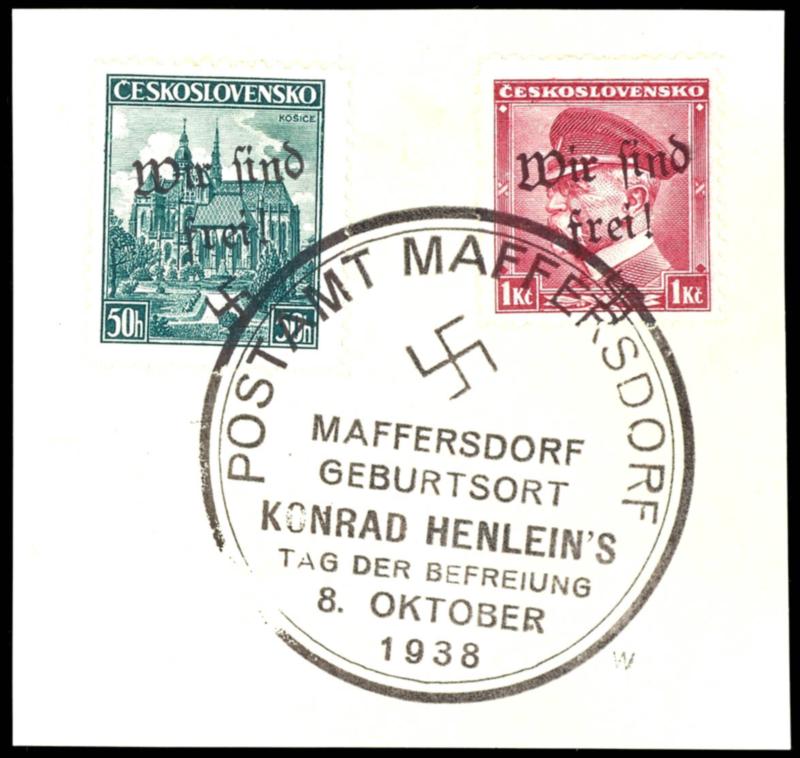 ČESKOSLOVENSKO
KOŠICE
Wir sind
frei!
50h 50h
ČESKOSLOVENSKO
Wir sind
frei!
1Kč 1Kč
POSTAMT MAFFERSDORF
MAFFERSDORF
GEBURTSORT
KONRAD HENLEIN'S
TAG DER BEFREIUNG
8. OKTOBER
1938
W